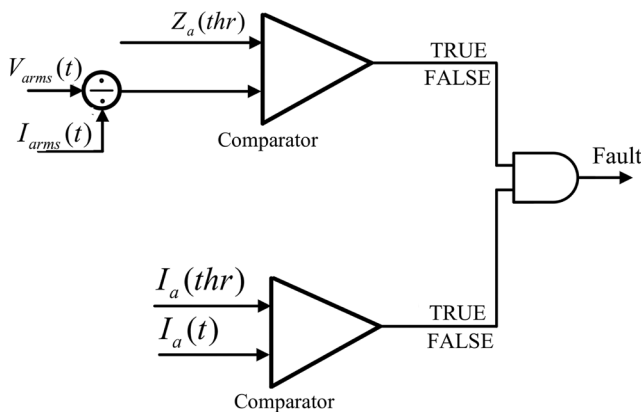 Z_a(thr)
V_arms(t)
÷
I_arms(t)
Comparator
TRUE
FALSE
Fault
I_a(thr)
I_a(t)
TRUE
FALSE
Comparator